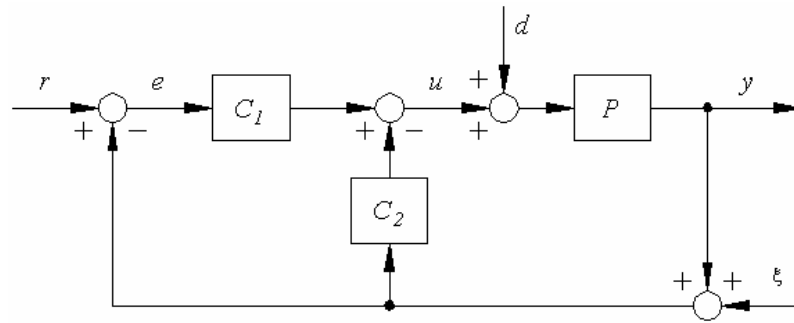 d
r e u y
+ + − C1 + − + P
C2
+ + ξ